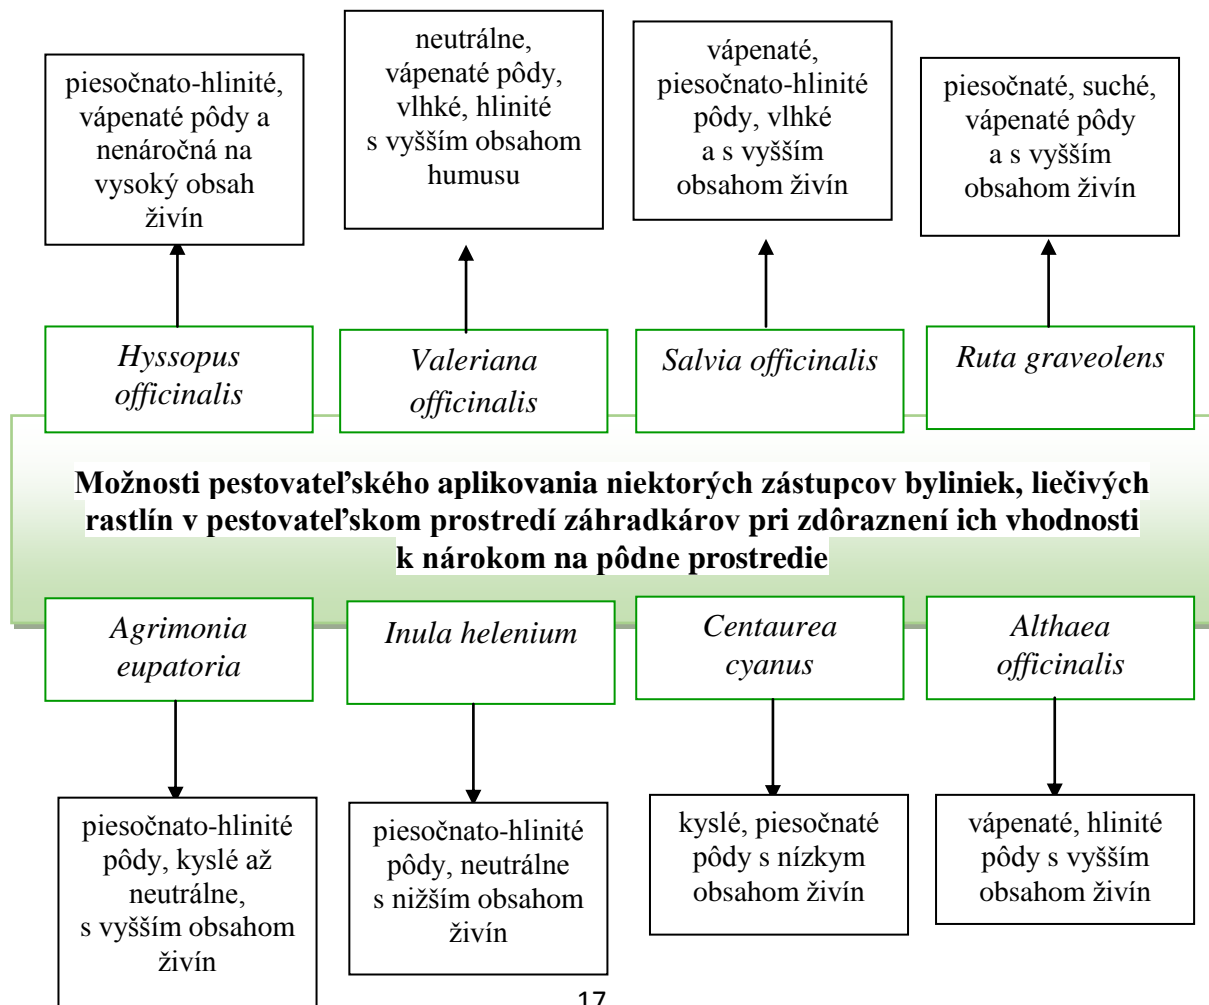 piesočnato-hlinité,
vápenaté pôdy a
nenáročná na
vysoký obsah
živín
neutrálne,
vápenaté pôdy,
vlhké, hlinité
s vyšším obsahom
humusu
vápenaté,
piesočnato-hlinité
pôdy, vlhké
a s vyšším
obsahom živín
piesočnaté, suché,
vápenaté pôdy
a s vyšším
obsahom živín
Hyssopus
officinalis
Valeriana
officinalis
Salvia officinalis
Ruta graveolens
Možnosti pestovateľského aplikovania niektorých zástupcov byliniek, liečivých
rastlín v pestovateľskom prostredí záhradkárov pri zdôraznení ich vhodnosti
k nárokom na pôdne prostredie
Agrimonia
eupatoria
Inula helenium
Centaurea
cyanus
Althaea
officinalis
piesočnato-hlinité
pôdy, kyslé až
neutrálne,
s vyšším obsahom
živín
piesočnato-hlinité
pôdy, neutrálne
s nižším obsahom
živín
kyslé, piesočnaté
pôdy s nízkym
obsahom živín
vápenaté, hlinité
pôdy s vyšším
obsahom živín
17